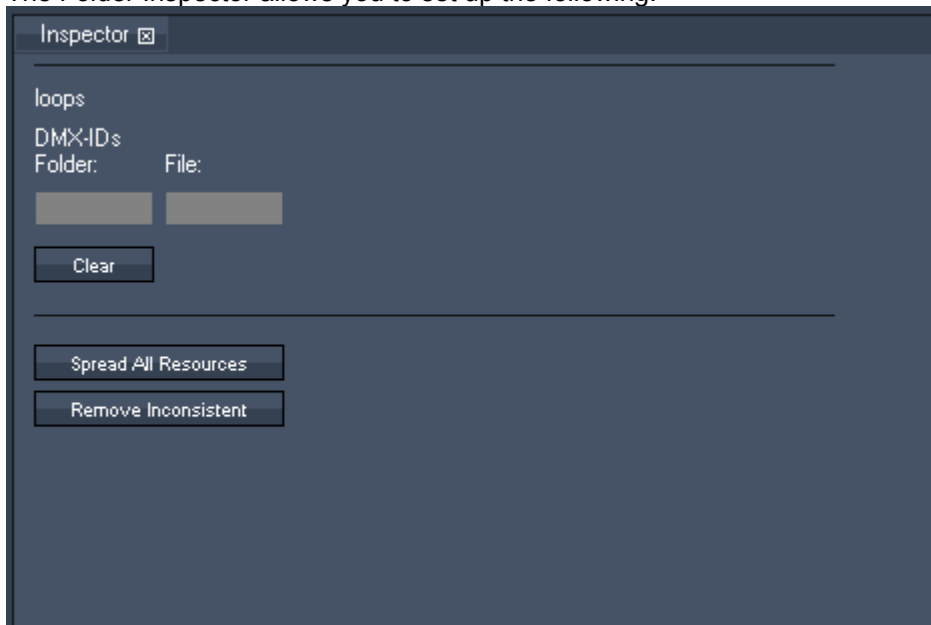 The Folder Inspector allows you to set up the following:
Inspector
loops
DMX-IDs
Folder: File:
Clear
Spread All Resources
Remove Inconsistent